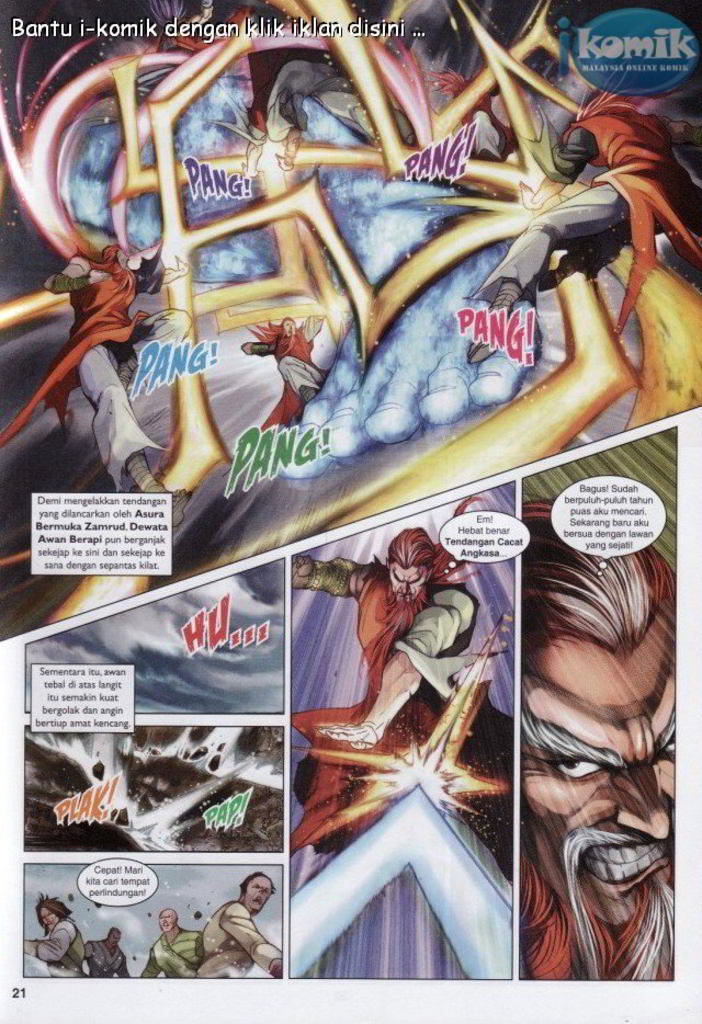 Bantu i-komik dengan klik iklan disini ...
ikomik
MALAYSIA ONLINE KOMIK
PANG!
PANG!
PANG!
PANG!
PANG!
Demi mengelakkan tendangan
yang dilancarkan oleh Asura
Bermuka Zamrud, Dewata
Awan Berapi pun berganjak
sekejap ke sini dan sekejap ke
sana dengan sepantas kilat.
HU...
Sementara itu, awan
tebal di atas langit
itu semakin kuat
bergolak dan angin
bertiup amat kencang.
PLAK!
PAP!
Cepat! Mari
kita cari tempat
perlindungan!
Em!
Hebat benar
Tendangan Cacat
Angkasa...
Bagus! Sudah
berpuluh-puluh tahun
puas aku mencari.
Sekarang baru aku
bersua dengan lawan
yang sejati!
21